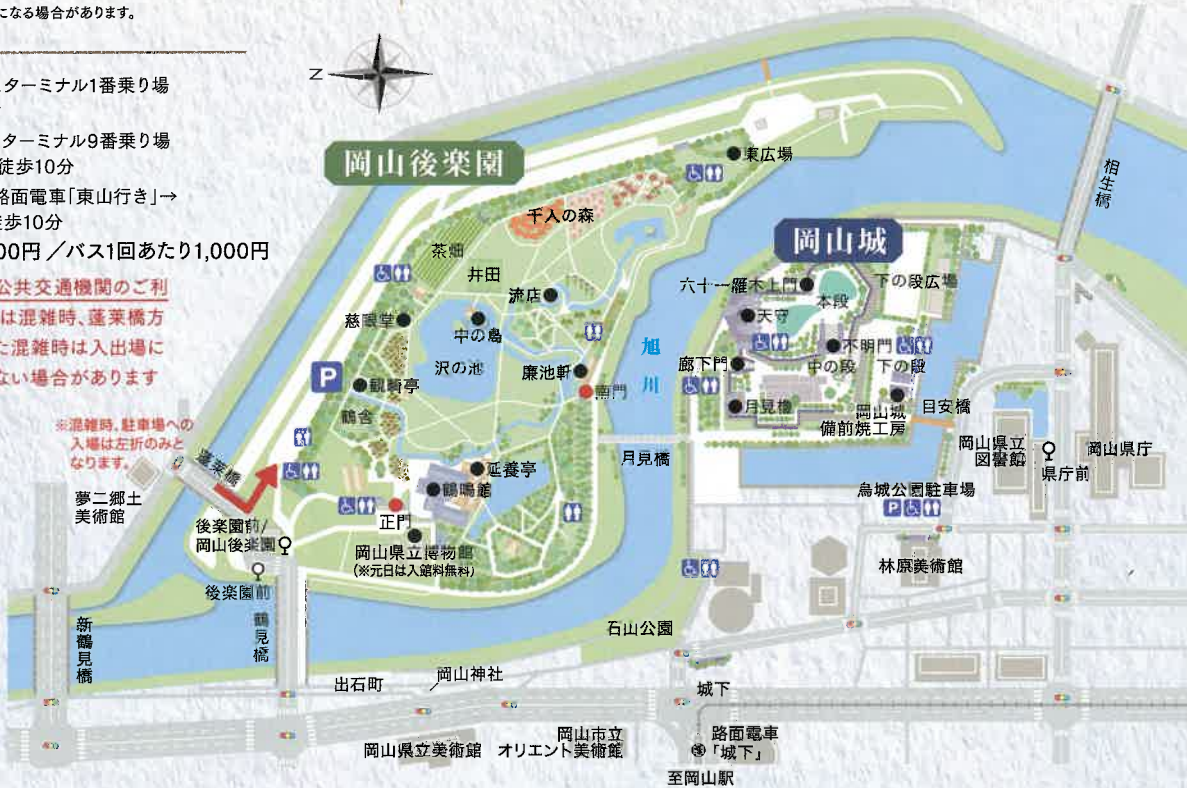 になる場合があります。
ターミナル1番乗り場
ターミナル9番乗り場
徒歩10分
路面電車「東山行き」→
徒歩10分
00円／バス1回あたり1,000円
公共交通機関のご利
は混雑時、蓬莱橋方
た混雑時は入出場に
ない場合があります
※混雑時、駐車場への
入場は左折のみと
なります。
N
岡山後楽園
東広場
千入の森
茶畑
井田
流店
慈眼堂
中の島
沢の池
廉池軒
南門
P
観騎亭
鶴舎
延養亭
鶴鳴館
正門
岡山県立博物館
(※元日は入館料無料)
蓬莱橋
夢二郷土
美術館
後楽園前/
岡山後楽園
後楽園前
鶴見橋
新鶴見橋
旭川
月見橋
相生橋
岡山城
六十一雁木上門
本段
下の段広場
天守
不明門
廊下門
中の段
下の段
月見櫓
岡山城
備前焼工房
目安橋
岡山県立
図書館
県庁前
岡山県庁
烏城公園駐車場
P
林原美術館
石山公園
出石町
岡山神社
城下
岡山県立美術館
岡山市立
オリエント美術館
路面電車
「城下」
至岡山駅